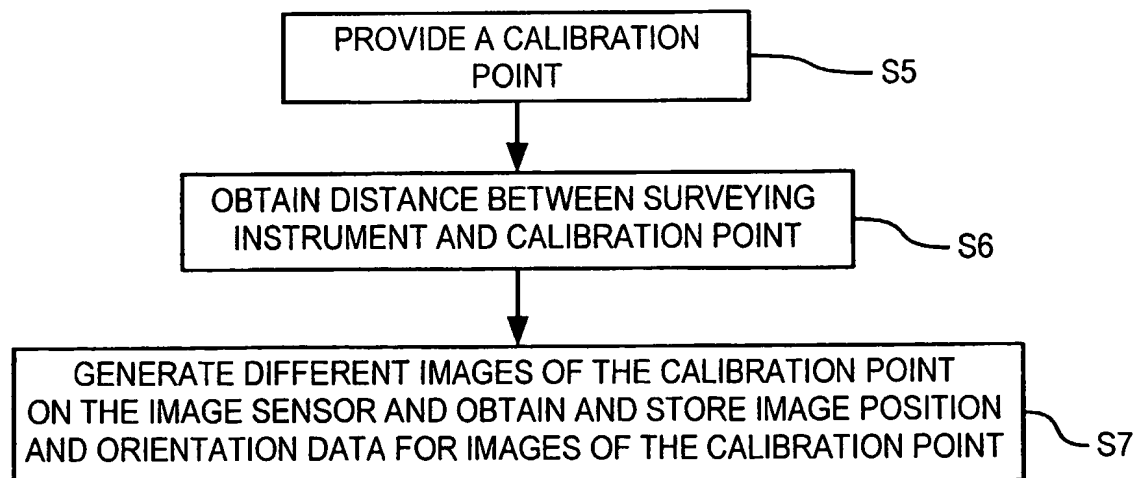 PROVIDE A CALIBRATION
POINT
S5
OBTAIN DISTANCE BETWEEN SURVEYING
INSTRUMENT AND CALIBRATION POINT
S6
GENERATE DIFFERENT IMAGES OF THE CALIBRATION POINT
ON THE IMAGE SENSOR AND OBTAIN AND STORE IMAGE POSITION
AND ORIENTATION DATA FOR IMAGES OF THE CALIBRATION POINT
S7